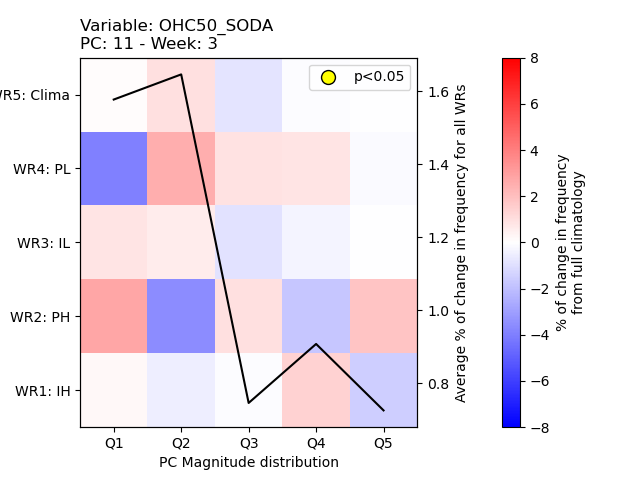 Variable: OHC50_SODA
PC: 11 - Week: 3
p<0.05
WR5: Clima
WR4: PL
WR3: IL
WR2: PH
WR1: IH
Q1 Q2 Q3 Q4 Q5
PC Magnitude distribution
1.6
1.4
1.2
1.0
0.8
Average % of change in frequency for all WRs
8
6
4
2
0
−2
−4
−6
−8
% of change in frequency
from full climatology